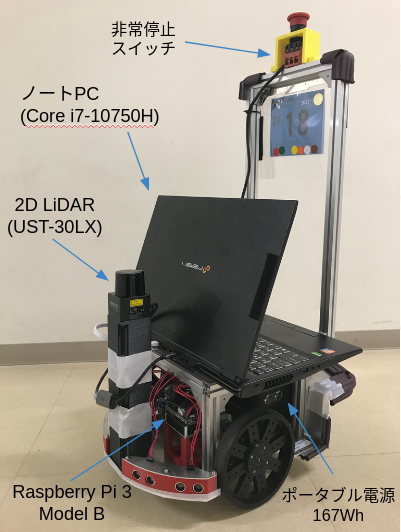 非常停止
スイッチ
18
ノートPC
(Core i7-10750H)
2D LiDAR
(UST-30LX)
Raspberry Pi 3
Model B
ポータブル電源
167Wh